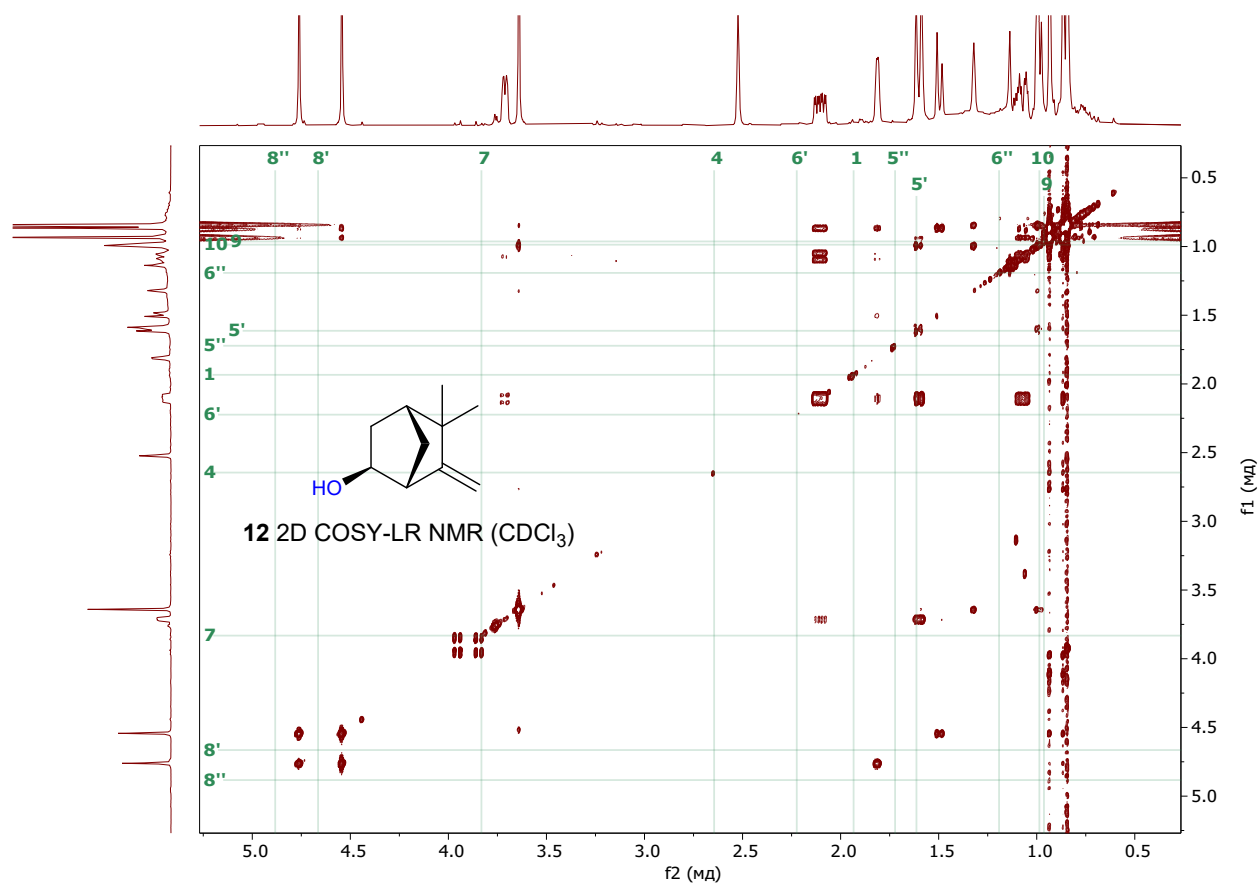 8'' 8' 7 4 6' 1 5'' 6'' 10
5' 9
0.5
10 9 1.0
6''
1.5
5'
5''
1 2.0
6'
2.5
4
HO
12 2D COSY-LR NMR (CDCl3)
3.0
3.5
7
4.0
4.5
8'
8''
5.0
f1 (мд)
5.0 4.5 4.0 3.5 3.0 2.5 2.0 1.5 1.0 0.5
f2 (мд)